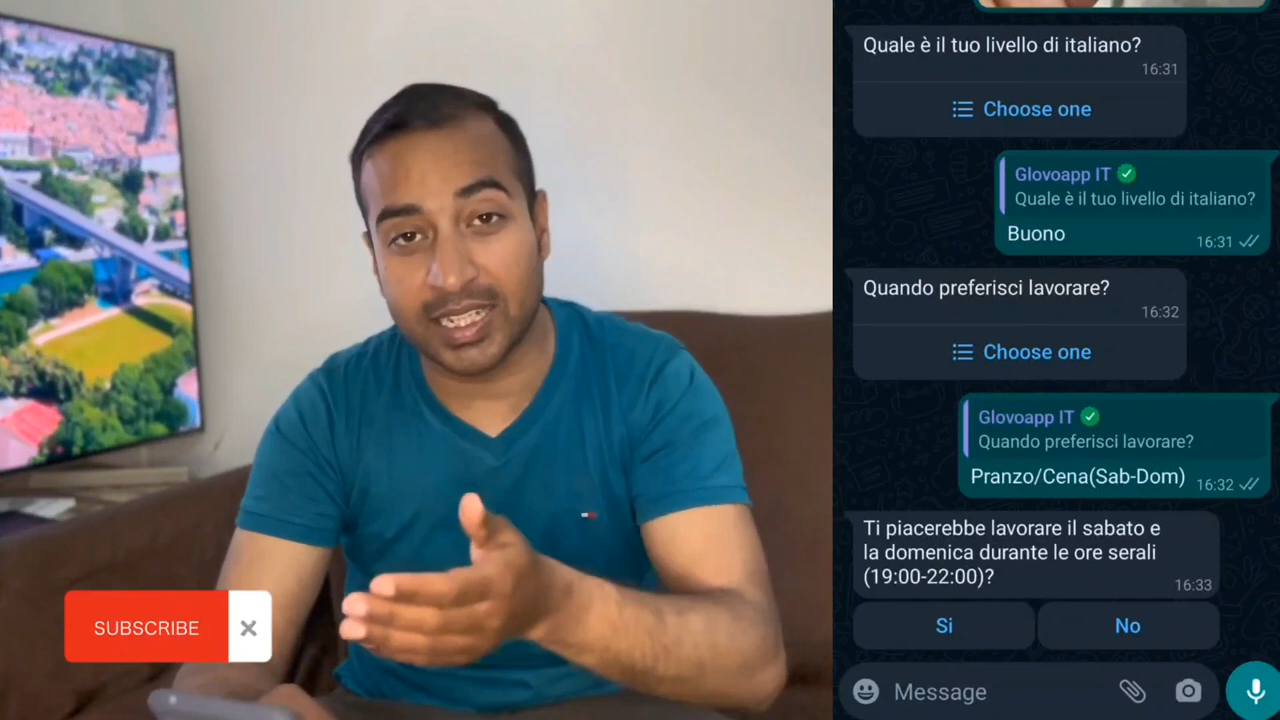 SUBSCRIBE
Quale è il tuo livello di italiano?
16:31
Choose one
Glovoapp IT
Quale è il tuo livello di italiano?
Buono
16:31
Quando preferisci lavorare?
16:32
Choose one
Glovoapp IT
Quando preferisci lavorare?
Pranzo/Cena(Sab-Dom)
16:32
Ti piacerebbe lavorare il sabato e
la domenica durante le ore serali
(19:00-22:00)?
16:33
Si
No
Message